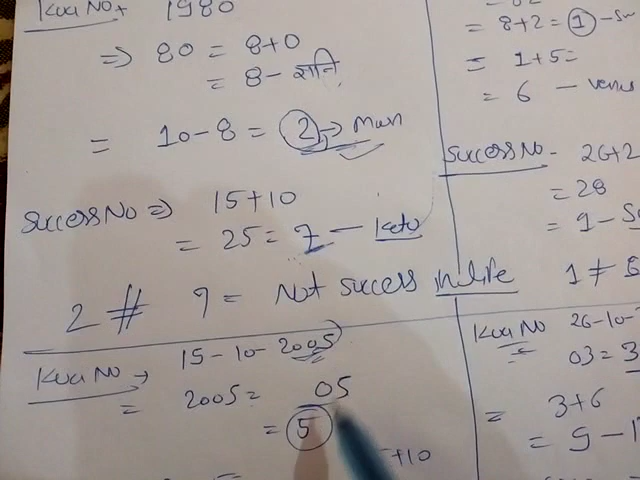 Kua No → 1980
⇒ 80 = 8+0
= 8 - शनि
= 10-8 = 2 → Moon
Success No ⇒ 15+10
= 25 = 7 — Ketu
2 # 9 = Not success in life
15-10-2005
Kua No →
= 2005 = 05
= 5
+10
= 8+2 = 1 - Su
= 1+5 =
= 6 — Venus
Success No - 26+2
= 28
= 1 - S
1 ≠ 6
Kua No 26-10-
03 = 3
= 3+6
= 9 -